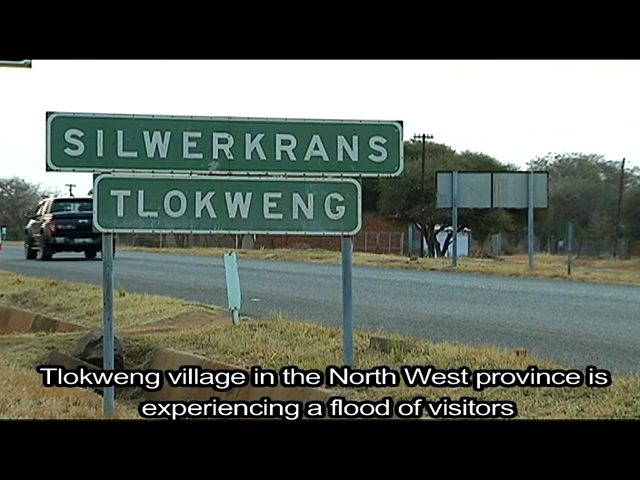 SILWERKRANS
TLOKWENG
Tlokweng village in the North West province is
experiencing a flood of visitors